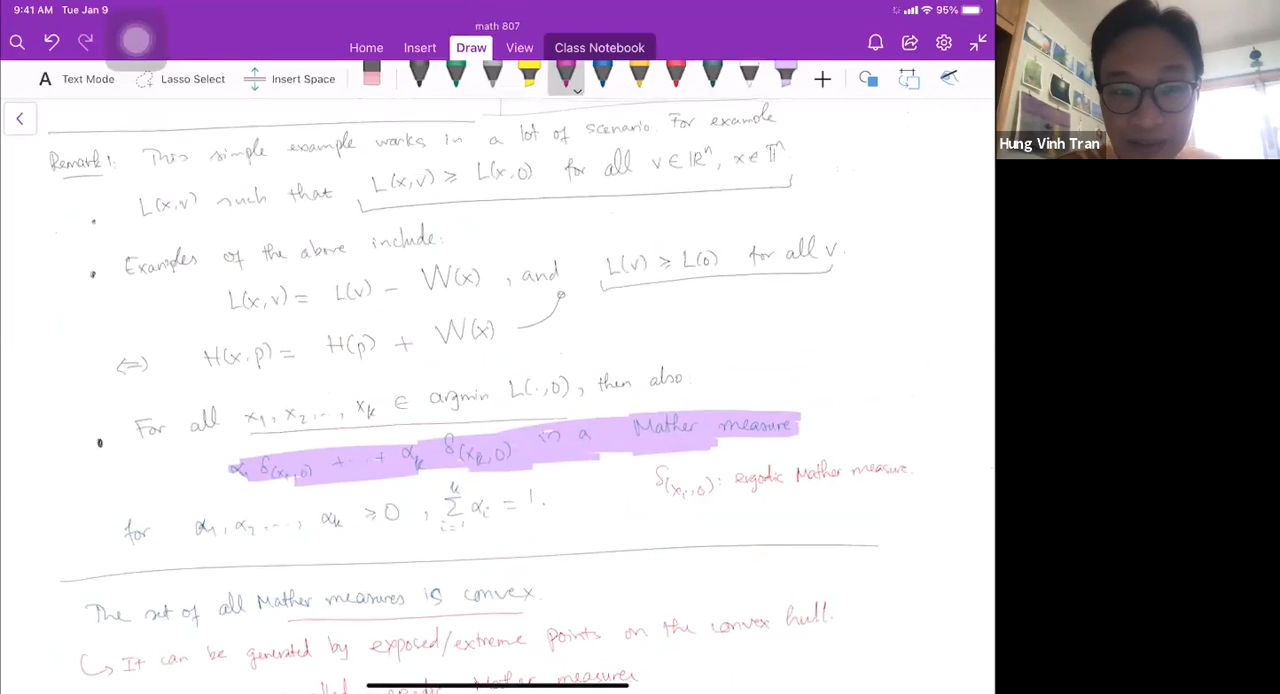 9:41 AM Tue Jan 9
95%
math 807
Home Insert Draw View Class Notebook
Text Mode Lasso Select Insert Space
Hung Vinh Tran
Remark 1: This simple example works in a lot of scenario. For example
L(x,v) such that L(x,v) ≥ L(x,0) for all v ∈ ℝⁿ, x ∈ 𝕋ⁿ.
Examples of the above include:
L(x,v) = L(v) − W(x), and L(v) ≥ L(0) for all v.
⇔ H(x,p) = H(p) + W(x)
For all x₁, x₂, ..., xₖ ∈ argmin L(·,0), then also:
α₁ δ(x₁,0) + ... + αₖ δ(xₖ,0) in a Mather measure
δ(xᵢ,0): ergodic Mather measure.
for α₁, α₂, ..., αₖ ≥ 0, Σᵢ₌₁ᵏ αᵢ = 1.
The set of all Mather measures is convex.
↪ It can be generated by exposed/extreme points on the convex hull.
Mather measures